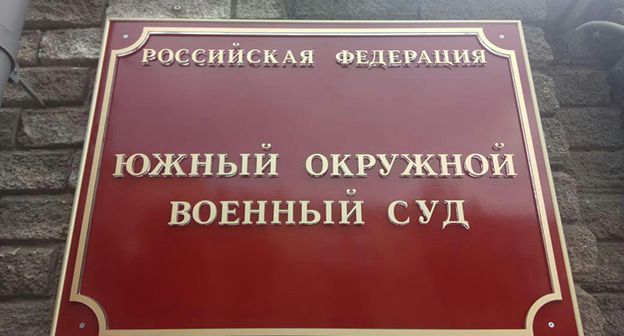 РОССИЙСКАЯ ФЕДЕРАЦИЯ
ЮЖНЫЙ ОКРУЖНОЙ
ВОЕННЫЙ СУД